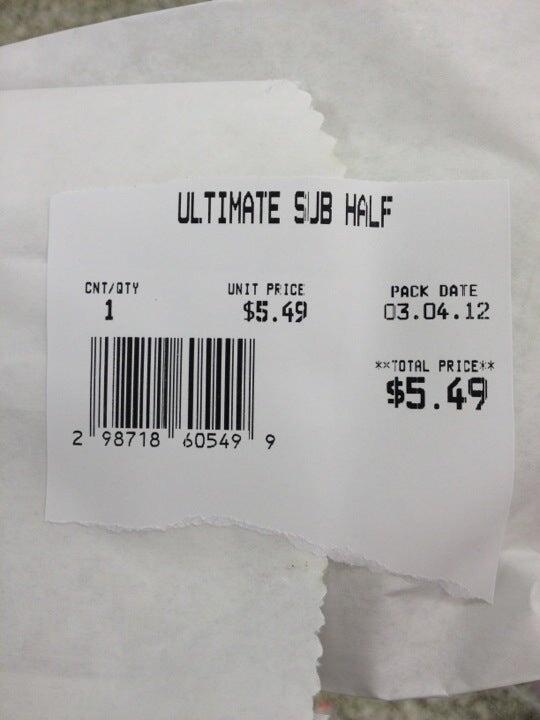 ULTIMATE SUB HALF
CNT/QTY UNIT PRICE PACK DATE
1 $5.49 03.04.12
**TOTAL PRICE**
$5.49
2 98718 60549 9